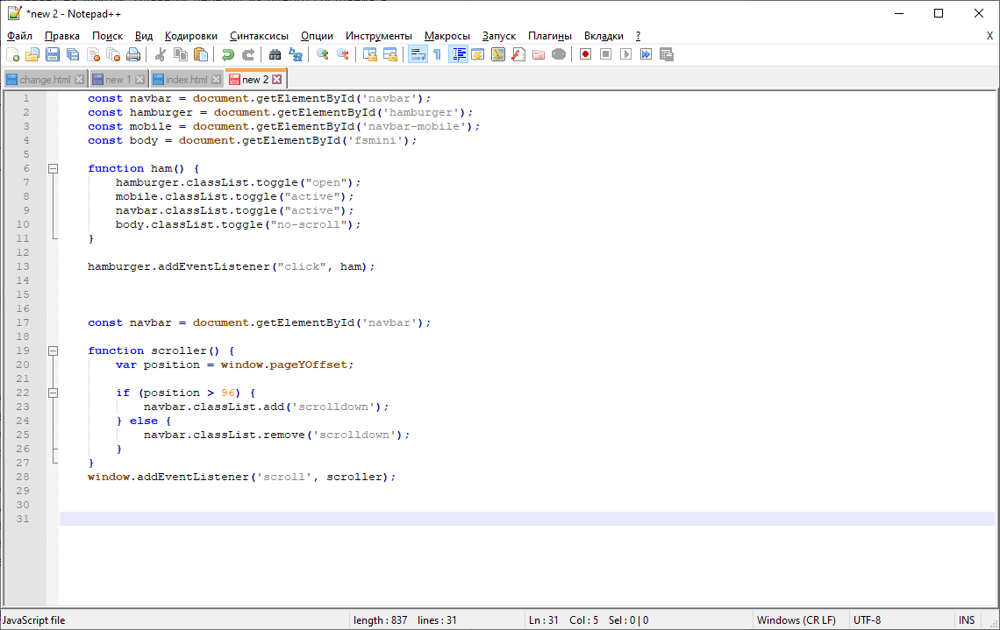 *new 2 - Notepad++
Файл Правка Поиск Вид Кодировки Синтаксисы Опции Инструменты Макросы Запуск Плагины Вкладки ? X
change.html new 1 index.html new 2
1 const navbar = document.getElementById('navbar');
2 const hamburger = document.getElementById('hamburger');
3 const mobile = document.getElementById('navbar-mobile');
4 const body = document.getElementById('fsmini');
5
6 function ham() {
7 hamburger.classList.toggle("open");
8 mobile.classList.toggle("active");
9 navbar.classList.toggle("active");
10 body.classList.toggle("no-scroll");
11 }
12
13 hamburger.addEventListener("click", ham);
14
15
16
17 const navbar = document.getElementById('navbar');
18
19 function scroller() {
20 var position = window.pageYOffset;
21
22 if (position > 96) {
23 navbar.classList.add('scrolldown');
24 } else {
25 navbar.classList.remove('scrolldown');
26 }
27 }
28 window.addEventListener('scroll', scroller);
29
30
31
JavaScript file length : 837 lines : 31 Ln : 31 Col : 5 Sel : 0 | 0 Windows (CR LF) UTF-8 INS